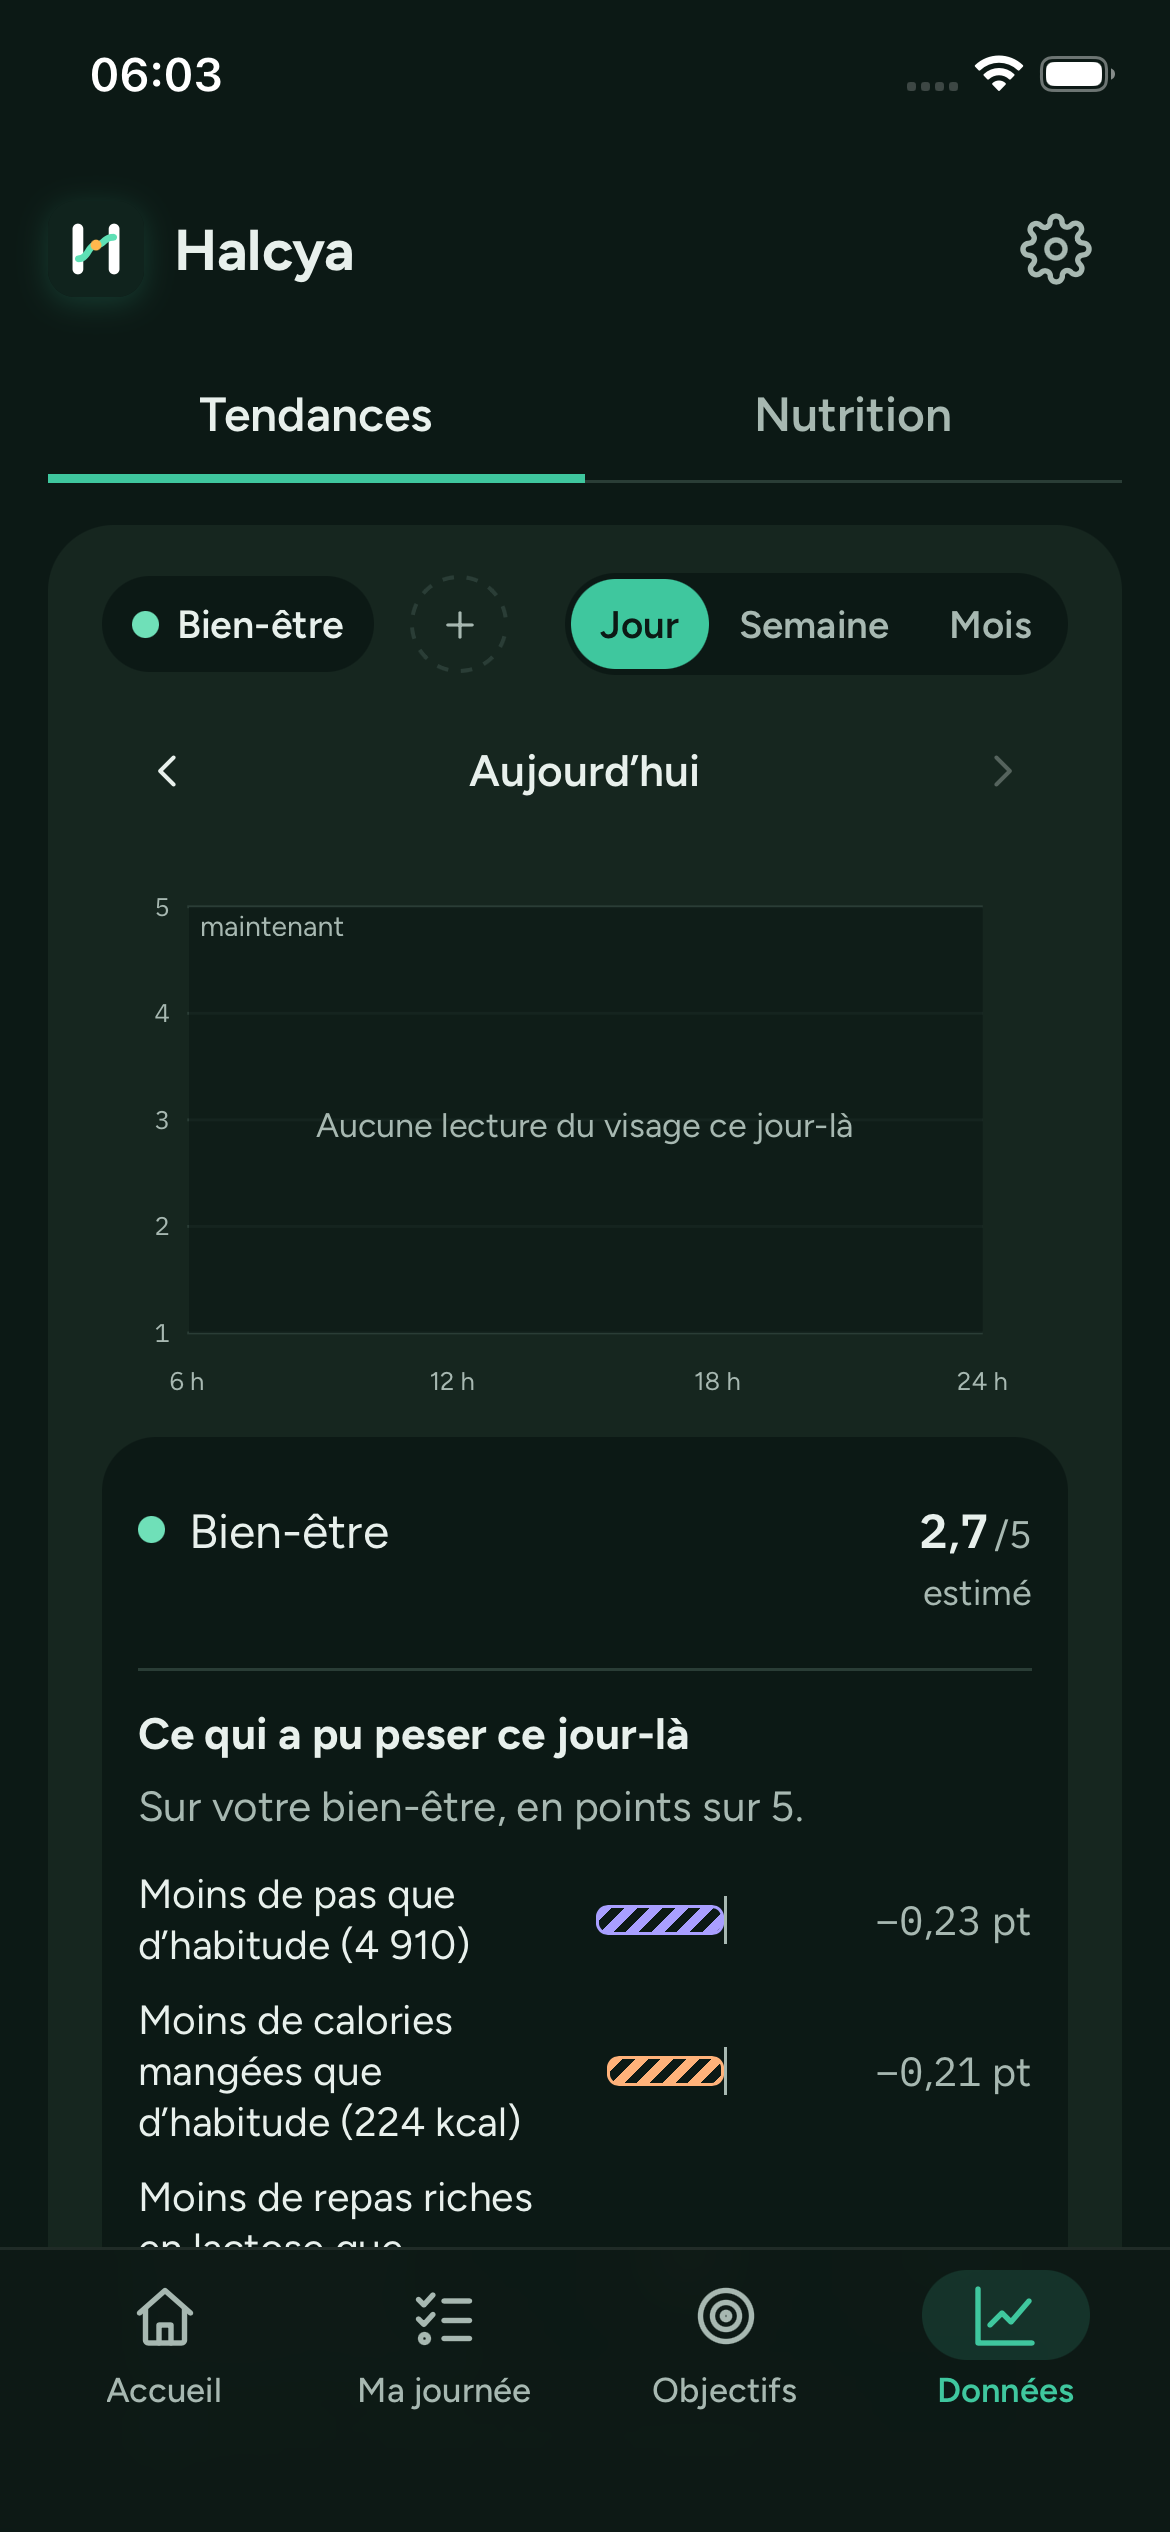 06:03
Halcya
Tendances
Nutrition
Bien-être
+
Jour
Semaine
Mois
Aujourd’hui
5
maintenant
4
3
Aucune lecture du visage ce jour-là
2
1
6 h
12 h
18 h
24 h
Bien-être
2,7 /5
estimé
Ce qui a pu peser ce jour-là
Sur votre bien-être, en points sur 5.
Moins de pas que
d’habitude (4 910)
−0,23 pt
Moins de calories
mangées que
d’habitude (224 kcal)
−0,21 pt
Moins de repas riches
en lactose que
Accueil
Ma journée
Objectifs
Données